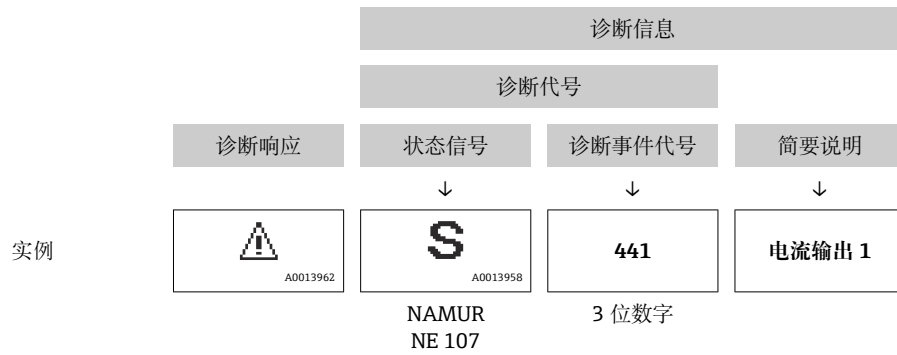 诊断信息
诊断代号
诊断响应 状态信号 诊断事件代号 简要说明
↓ ↓ ↓
实例 S 441 电流输出 1
A0013962 A0013958
NAMUR 3 位数字
NE 107